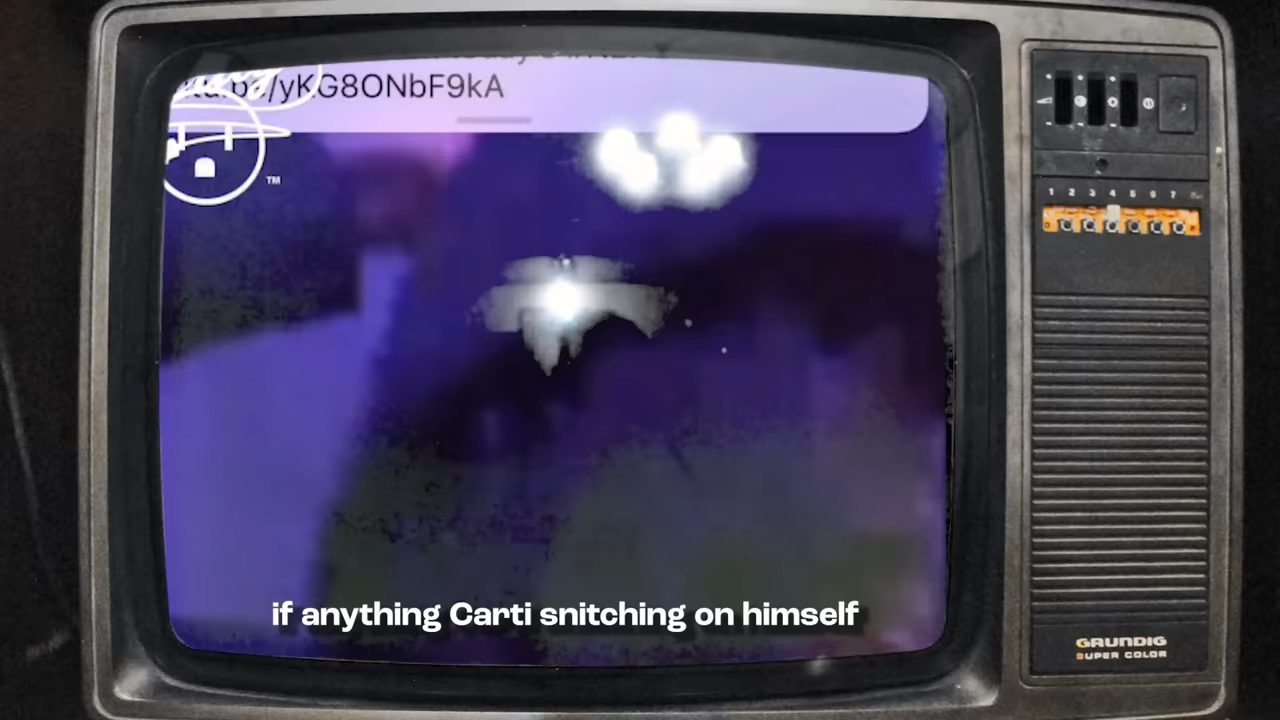 /yKG8ONbF9kA
TM
1 2 3 4 5 6 7
if anything Carti snitching on himself
GRUNDIG
SUPER COLOR